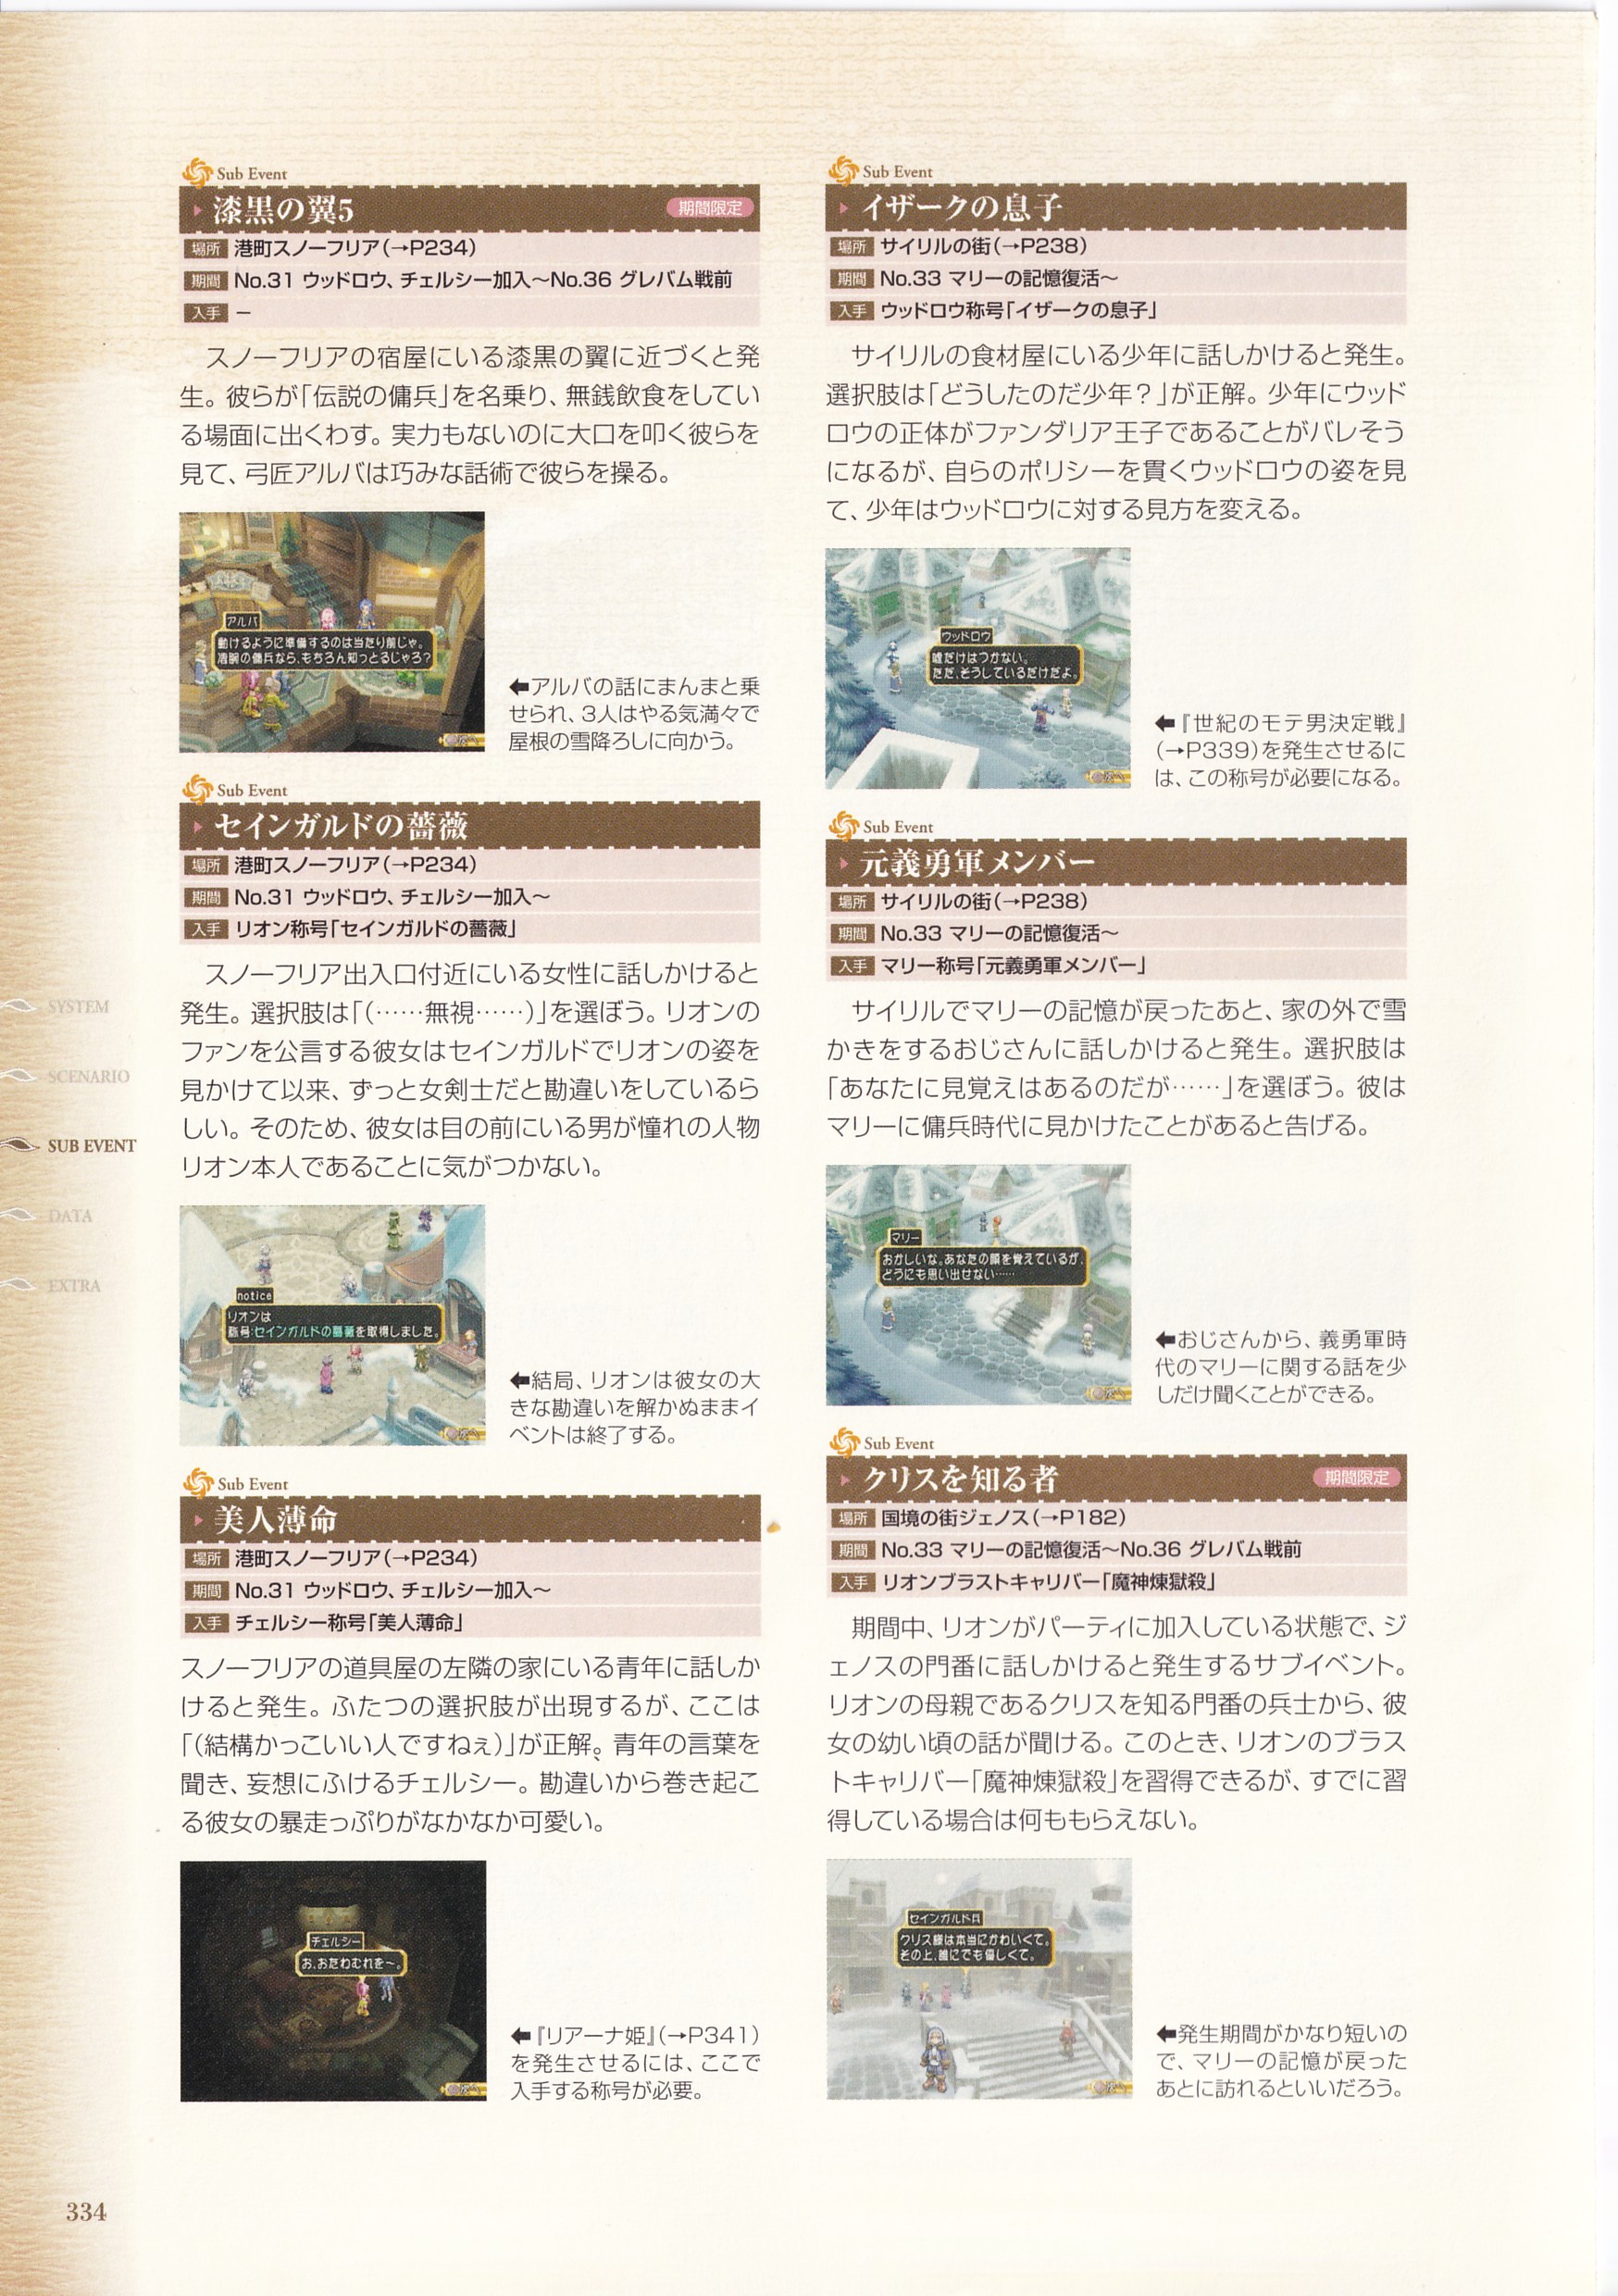 Sub Event
漆黒の翼5
期間限定
場所 港町スノーフリア(→P234)
期間 No.31 ウッドロウ、チェルシー加入〜No.36 グレバム戦前
入手 −
スノーフリアの宿屋にいる漆黒の翼に近づくと発
生。彼らが「伝説の傭兵」を名乗り、無銭飲食をしてい
る場面に出くわす。実力もないのに大口を叩く彼らを
見て、弓匠アルバは巧みな話術で彼らを操る。
アルバ
動けるように準備するのは当たり前じゃ。
凄腕の傭兵なら、もちろん知っとるじゃろ?
←アルバの話にまんまと乗
せられ、3人はやる気満々で
屋根の雪降ろしに向かう。
Sub Event
セインガルドの薔薇
場所 港町スノーフリア(→P234)
期間 No.31 ウッドロウ、チェルシー加入〜
入手 リオン称号「セインガルドの薔薇」
スノーフリア出入口付近にいる女性に話しかけると
発生。選択肢は「(……無視……)」を選ぼう。リオンの
ファンを公言する彼女はセインガルドでリオンの姿を
見かけて以来、ずっと女剣士だと勘違いをしているら
しい。そのため、彼女は目の前にいる男が憧れの人物
リオン本人であることに気がつかない。
notice
リオンは
称号:セインガルドの薔薇を取得しました。
←結局、リオンは彼女の大
きな勘違いを解かぬままイ
ベントは終了する。
Sub Event
美人薄命
場所 港町スノーフリア(→P234)
期間 No.31 ウッドロウ、チェルシー加入〜
入手 チェルシー称号「美人薄命」
スノーフリアの道具屋の左隣の家にいる青年に話しか
けると発生。ふたつの選択肢が出現するが、ここは
「(結構かっこいい人ですねぇ)」が正解。青年の言葉を
聞き、妄想にふけるチェルシー。勘違いから巻き起こ
る彼女の暴走っぷりがなかなか可愛い。
チェルシー
お、おたわむれを〜。
←『リアーナ姫』(→P341)
を発生させるには、ここで
入手する称号が必要。
Sub Event
イザークの息子
場所 サイリルの街(→P238)
期間 No.33 マリーの記憶復活〜
入手 ウッドロウ称号「イザークの息子」
サイリルの食材屋にいる少年に話しかけると発生。
選択肢は「どうしたのだ少年?」が正解。少年にウッド
ロウの正体がファンダリア王子であることがバレそう
になるが、自らのポリシーを貫くウッドロウの姿を見
て、少年はウッドロウに対する見方を変える。
ウッドロウ
嘘だけはつかない。
ただ、そうしているだけだよ。
←『世紀のモテ男決定戦』
(→P339)を発生させるに
は、この称号が必要になる。
Sub Event
元義勇軍メンバー
場所 サイリルの街(→P238)
期間 No.33 マリーの記憶復活〜
入手 マリー称号「元義勇軍メンバー」
サイリルでマリーの記憶が戻ったあと、家の外で雪
かきをするおじさんに話しかけると発生。選択肢は
「あなたに見覚えはあるのだが……」を選ぼう。彼は
マリーに傭兵時代に見かけたことがあると告げる。
マリー
おかしいな。あなたの顔を覚えているが、
どうにも思い出せない……
←おじさんから、義勇軍時
代のマリーに関する話を少
しだけ聞くことができる。
Sub Event
クリスを知る者
期間限定
場所 国境の街ジェノス(→P182)
期間 No.33 マリーの記憶復活〜No.36 グレバム戦前
入手 リオンブラストキャリバー「魔神煉獄殺」
期間中、リオンがパーティに加入している状態で、ジ
ェノスの門番に話しかけると発生するサブイベント。
リオンの母親であるクリスを知る門番の兵士から、彼
女の幼い頃の話が聞ける。このとき、リオンのブラス
トキャリバー「魔神煉獄殺」を習得できるが、すでに習
得している場合は何ももらえない。
セインガルド兵
クリス様は本当にかわいくて。
その上、誰にでも優しくて。
←発生期間がかなり短いの
で、マリーの記憶が戻った
あとに訪れるといいだろう。
SYSTEM
SCENARIO
SUB EVENT
DATA
EXTRA
334